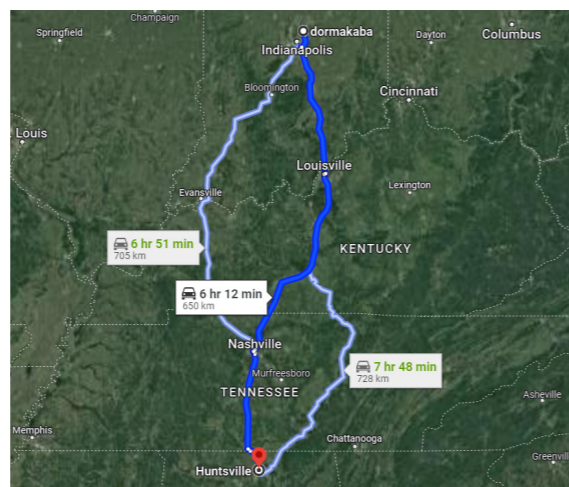 Champaign
Springfield
dormakaba
Dayton
Columbus
Indianapolis
Bloomington
Cincinnati
Louis
Louisville
Evansville
Lexington
6 hr 51 min
705 km
KENTUCKY
6 hr 12 min
650 km
Nashville
7 hr 48 min
728 km
Murfreesboro
TENNESSEE
Asheville
Memphis
Chattanooga
Greenvil
Huntsville